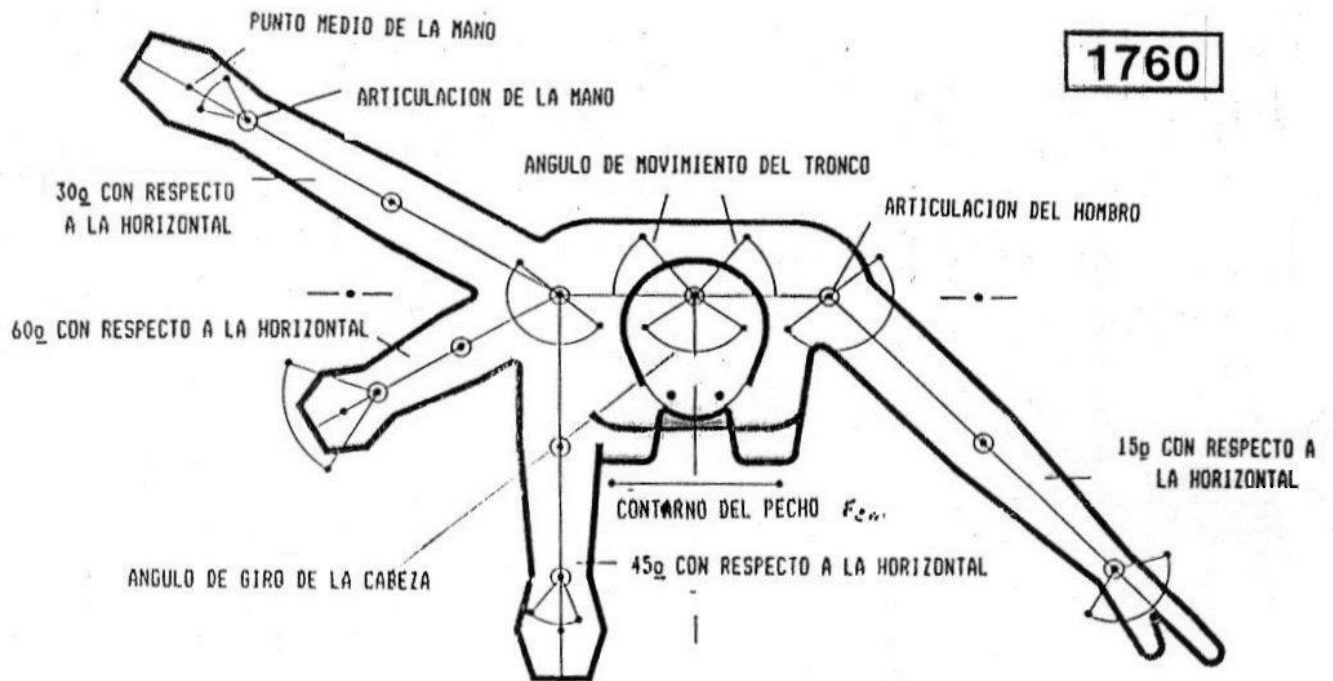 PUNTO MEDIO DE LA MANO
1760
ARTICULACION DE LA MANO
ANGULO DE MOVIMIENTO DEL TRONCO
30º CON RESPECTO
A LA HORIZONTAL
ARTICULACION DEL HOMBRO
60º CON RESPECTO A LA HORIZONTAL
15º CON RESPECTO A
LA HORIZONTAL
CONTARNO DEL PECHO
ANGULO DE GIRO DE LA CABEZA
45º CON RESPECTO A LA HORIZONTAL